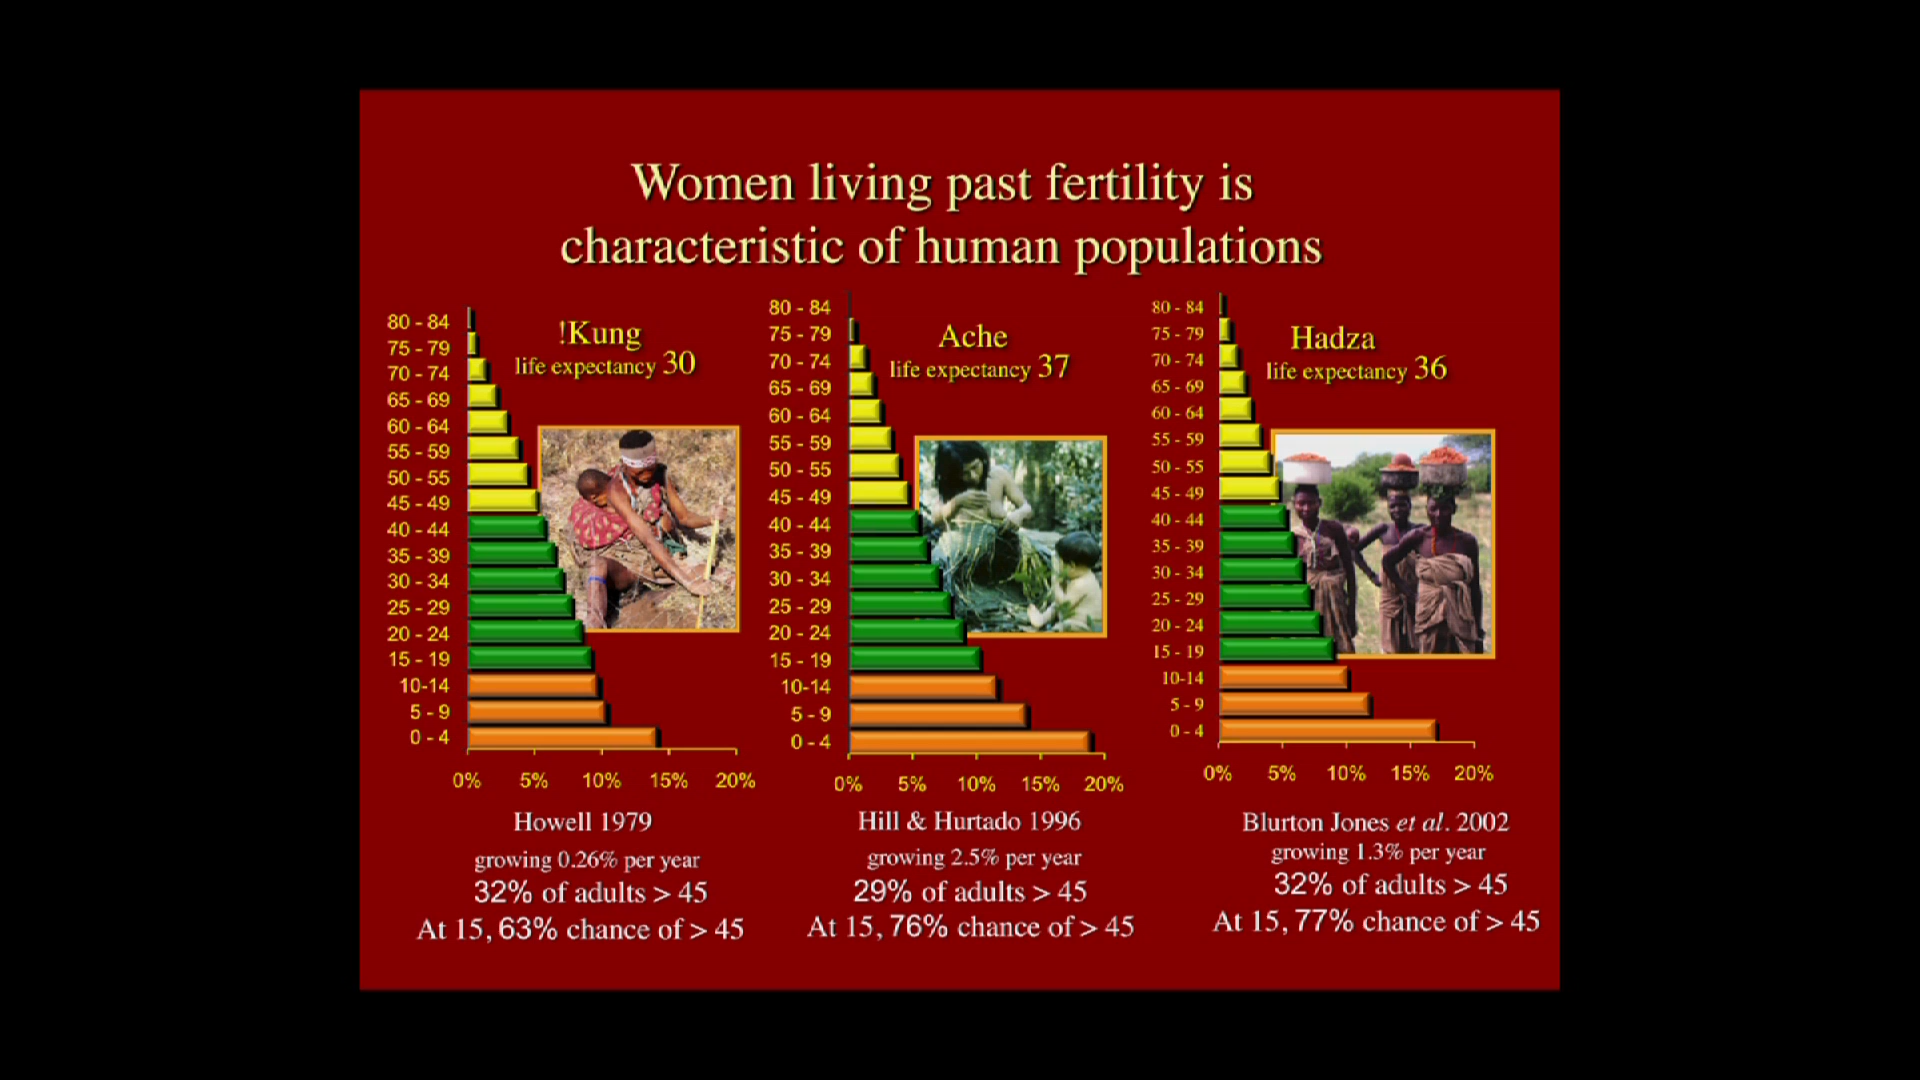 Women living past fertility is
characteristic of human populations
!Kung
life expectancy 30
80 - 84
75 - 79
70 - 74
65 - 69
60 - 64
55 - 59
50 - 55
45 - 49
40 - 44
35 - 39
30 - 34
25 - 29
20 - 24
15 - 19
10-14
5 - 9
0 - 4
0% 5% 10% 15% 20%
Howell 1979
growing 0.26% per year
32% of adults > 45
At 15, 63% chance of > 45
Ache
life expectancy 37
80 - 84
75 - 79
70 - 74
65 - 69
60 - 64
55 - 59
50 - 55
45 - 49
40 - 44
35 - 39
30 - 34
25 - 29
20 - 24
15 - 19
10-14
5 - 9
0 - 4
0% 5% 10% 15% 20%
Hill & Hurtado 1996
growing 2.5% per year
29% of adults > 45
At 15, 76% chance of > 45
Hadza
life expectancy 36
80 - 84
75 - 79
70 - 74
65 - 69
60 - 64
55 - 59
50 - 55
45 - 49
40 - 44
35 - 39
30 - 34
25 - 29
20 - 24
15 - 19
10-14
5 - 9
0 - 4
0% 5% 10% 15% 20%
Blurton Jones et al. 2002
growing 1.3% per year
32% of adults > 45
At 15, 77% chance of > 45